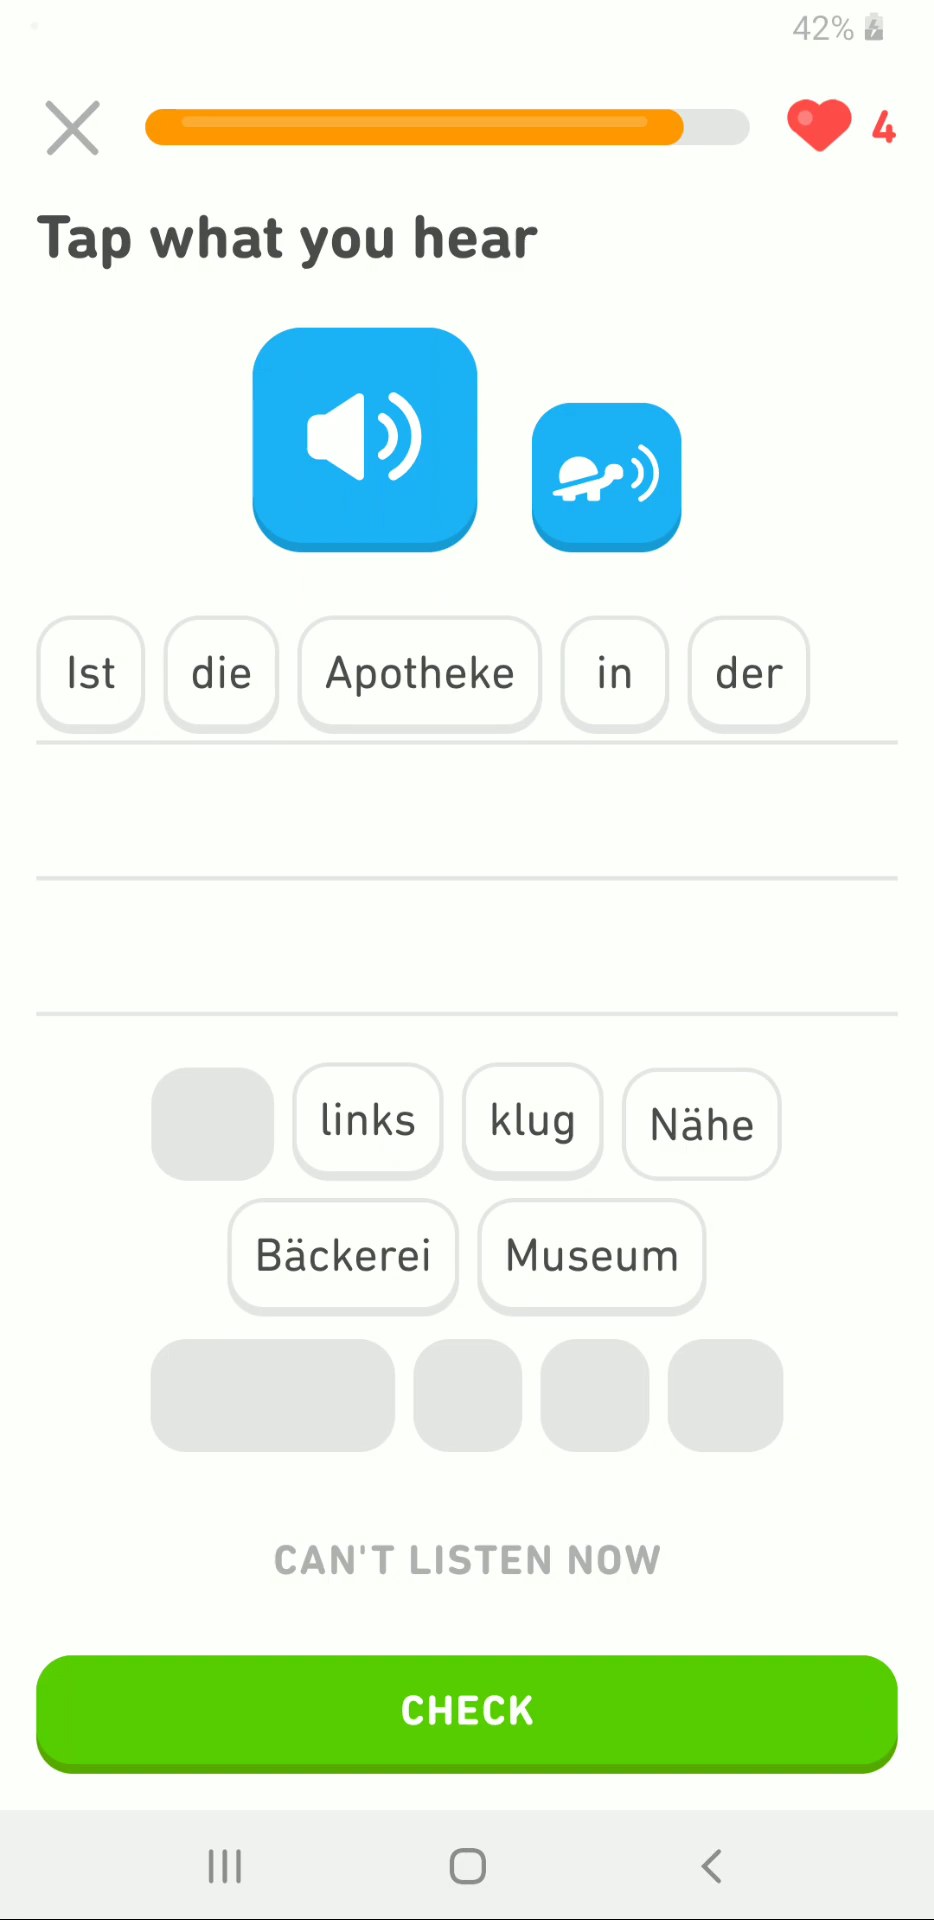 42%
4
Tap what you hear
Ist die Apotheke in der
links klug Nähe
Bäckerei Museum
CAN'T LISTEN NOW
CHECK